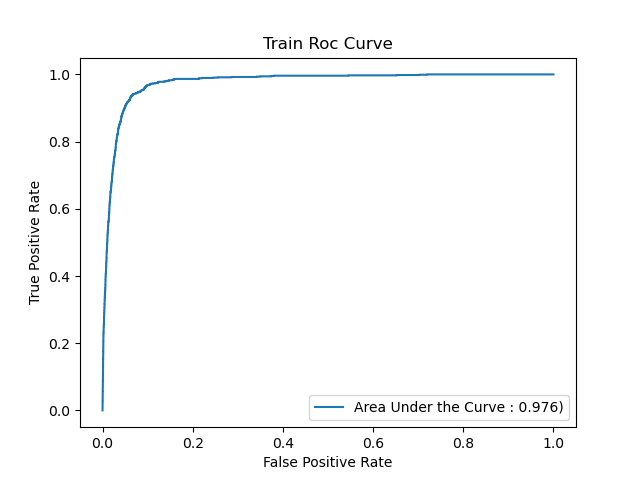 Train Roc Curve
True Positive Rate
1.0
0.8
0.6
0.4
0.2
0.0
Area Under the Curve : 0.976)
0.0 0.2 0.4 0.6 0.8 1.0
False Positive Rate